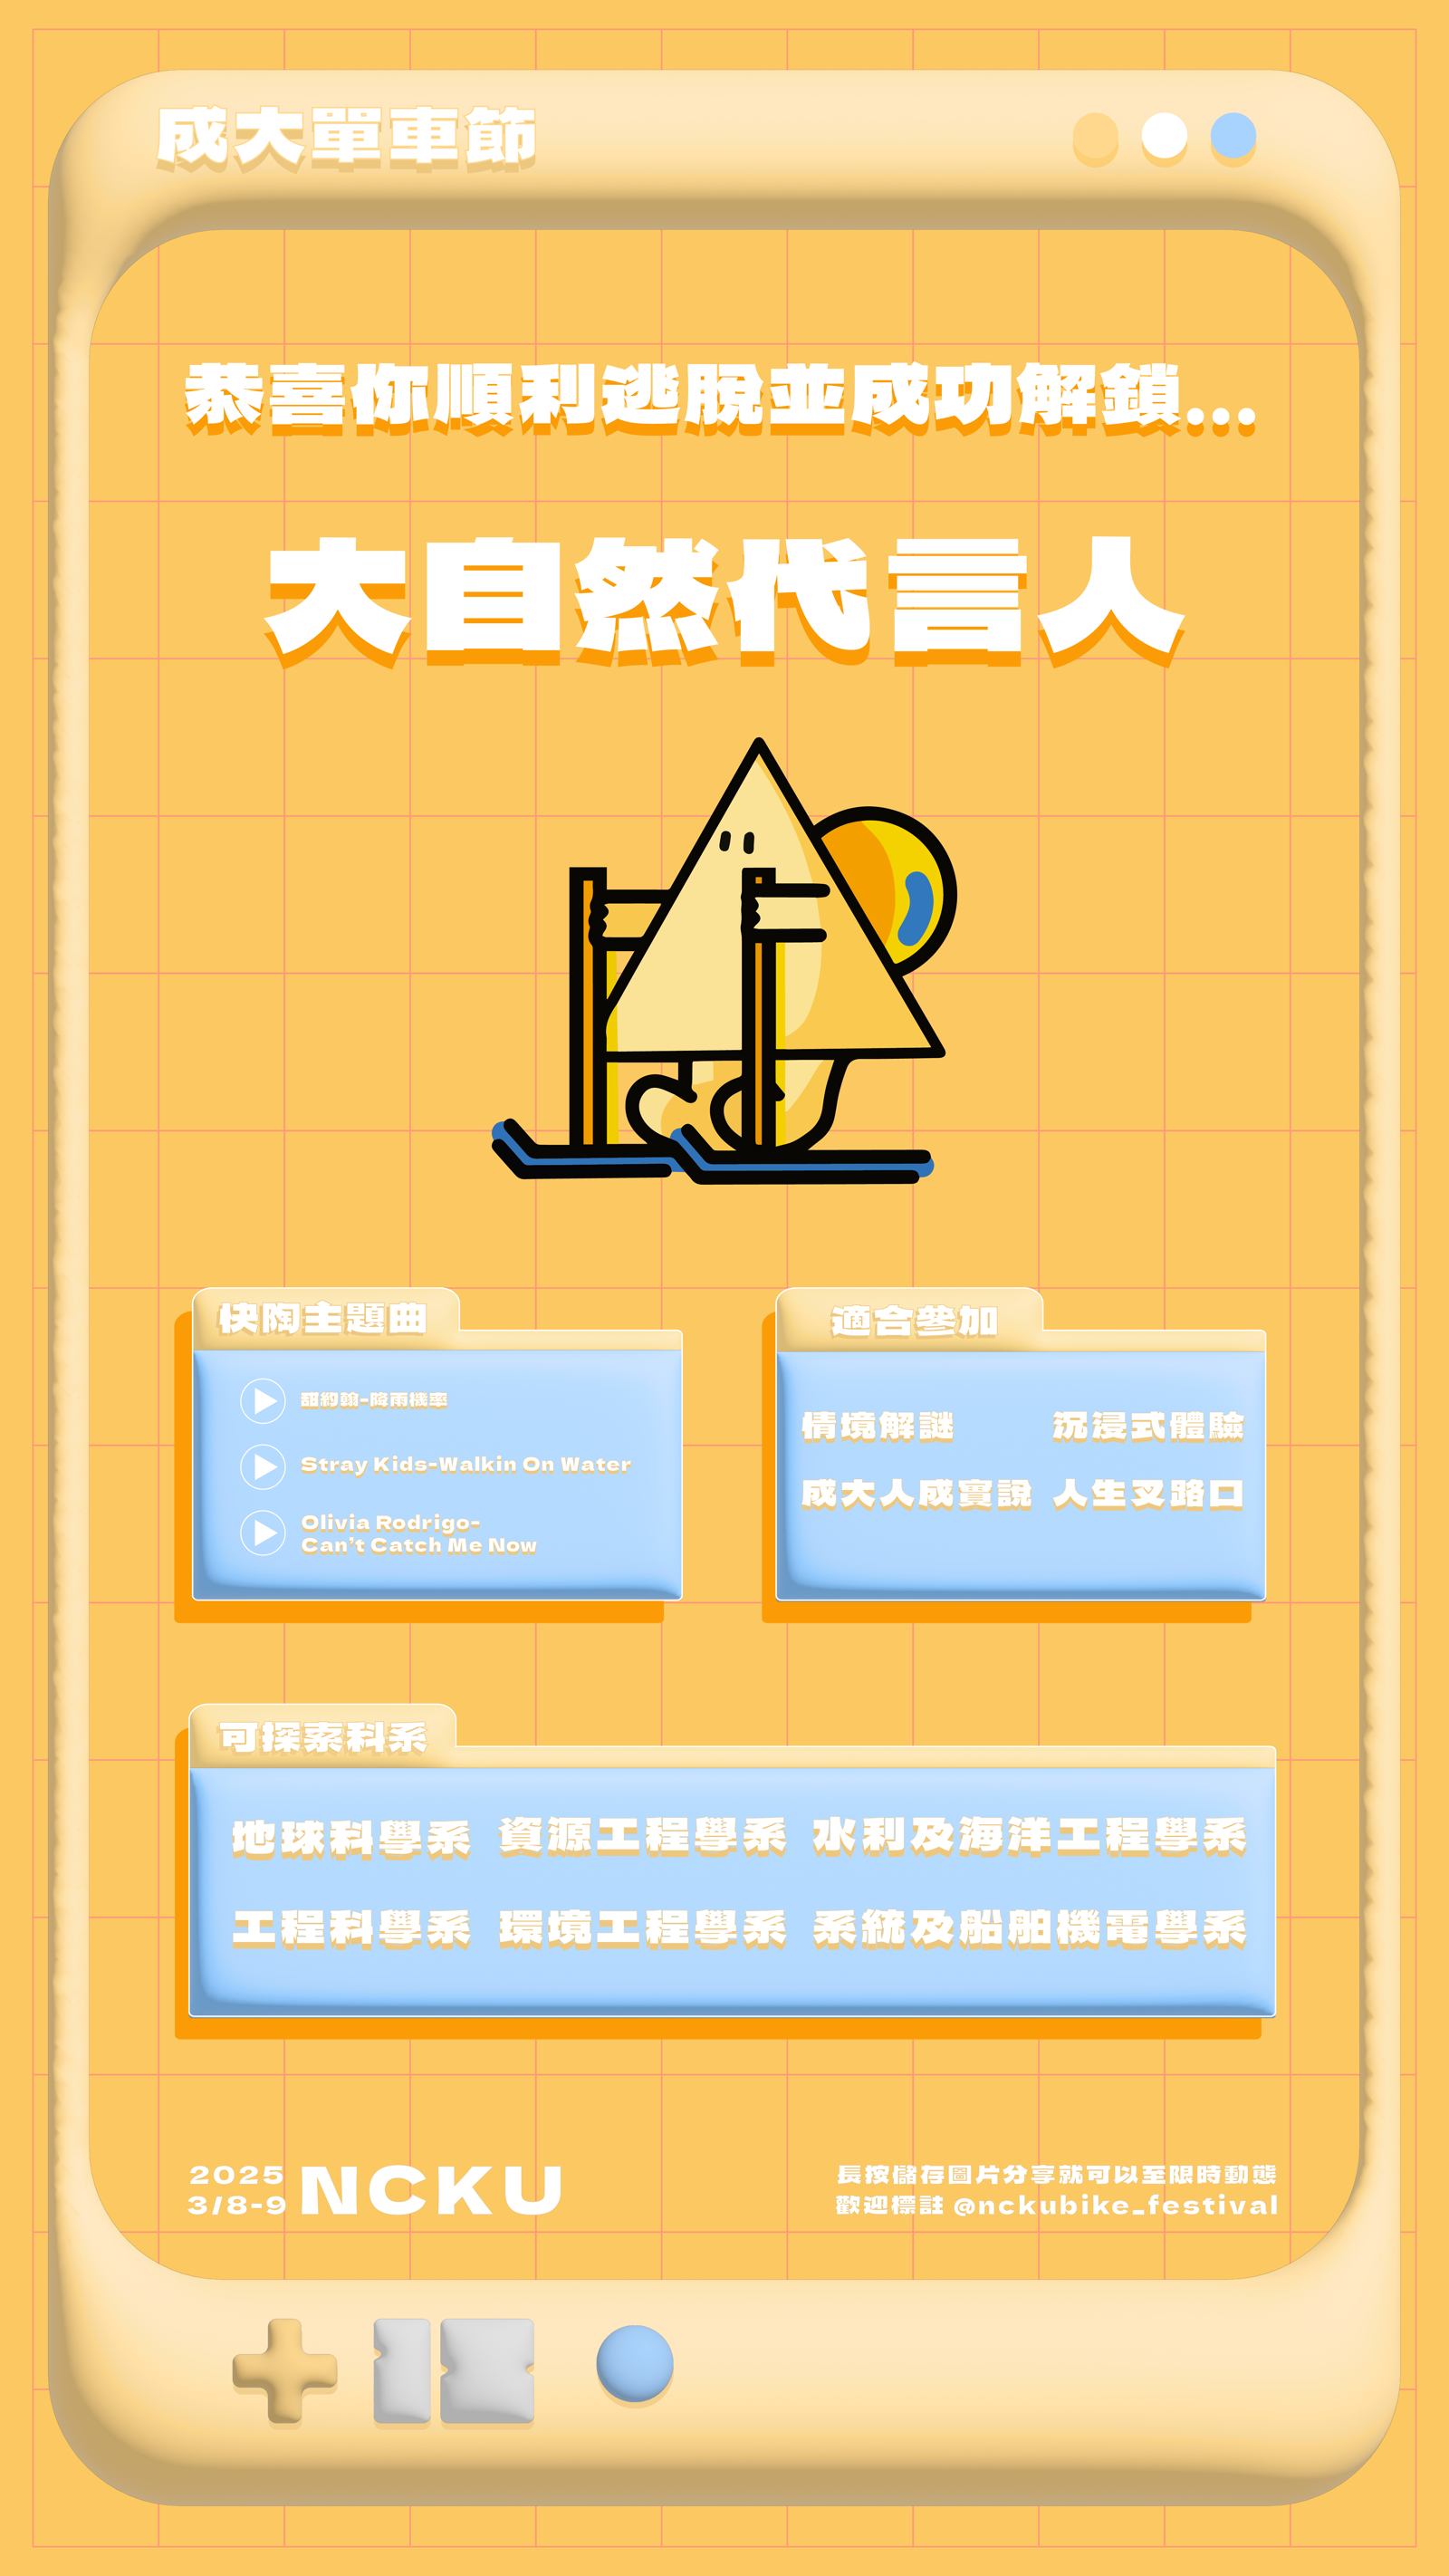 成大單車節
恭喜你順利逃脫並成功解鎖...
大自然代言人
快陶主題曲
甜約翰-降雨機率
Stray Kids-Walkin On Water
Olivia Rodrigo-
Can't Catch Me Now
適合參加
情境解謎 沉浸式體驗
成大人成實說 人生叉路口
可探索科系
地球科學系 資源工程學系 水利及海洋工程學系
工程科學系 環境工程學系 系統及船舶機電學系
2025
3/8-9
NCKU
長按儲存圖片分享就可以至限時動態
歡迎標註 @nckubike_festival